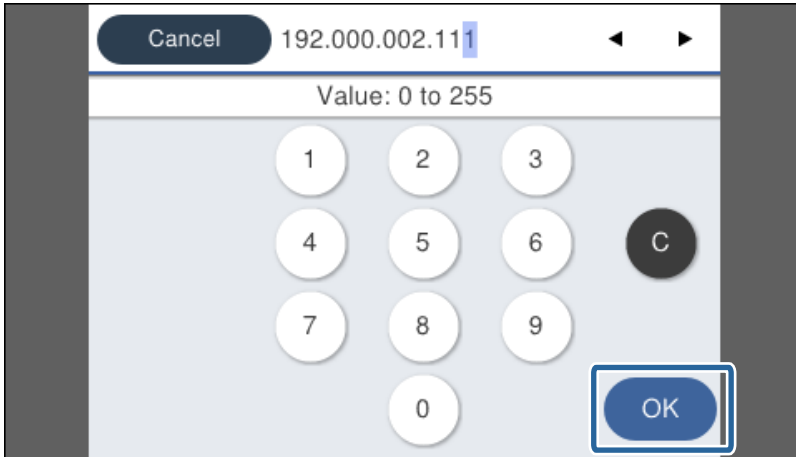 Cancel 192.000.002.111 ◄ ►
Value: 0 to 255
1 2 3
4 5 6 C
7 8 9
0 OK